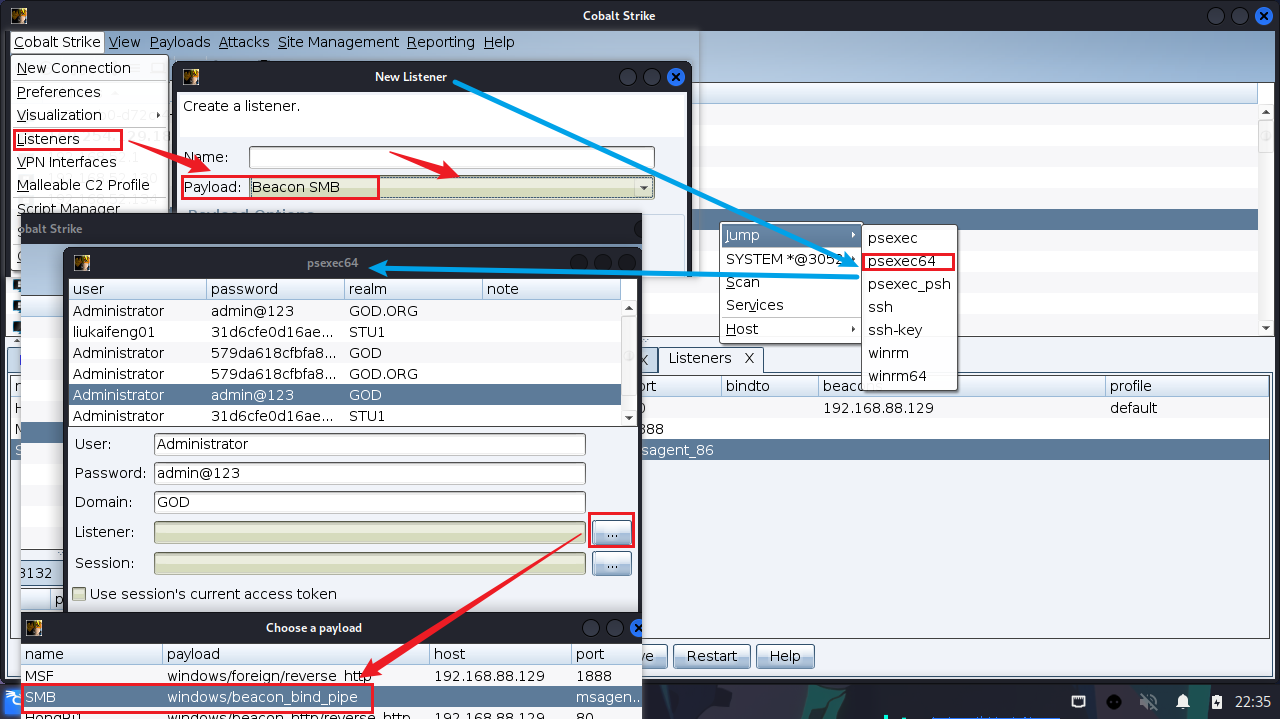 Cobalt Strike
Cobalt Strike View Payloads Attacks Site Management Reporting Help
New Connection
Preferences
Visualization
Listeners
VPN Interfaces
Malleable C2 Profile
Script Manager
New Listener
Create a listener.
Name:
Payload: Beacon SMB
Payload Options
Jump
SYSTEM *@3052
Scan
Services
Host
psexec
psexec64
psexec_psh
ssh
ssh-key
winrm
winrm64
obalt Strike
psexec64
user password realm note
Administrator admin@123 GOD.ORG
liukaifeng01 31d6cfe0d16ae... STU1
Administrator 579da618cfbfa8... GOD
Administrator 579da618cfbfa8... GOD.ORG
Administrator admin@123 GOD
Administrator 31d6cfe0d16ae... STU1
User: Administrator
Password: admin@123
Domain: GOD
Listener: ...
Session: ...
Use session's current access token
X Listeners X
ort bindto beac profile
0 192.168.88.129 default
888
msagent_86
3132
Choose a payload
name payload host port
MSF windows/foreign/reverse_http 192.168.88.129 1888
SMB windows/beacon_bind_pipe msagen...
HongRi1 windows/beacon_http/reverse_http 192.168.88.129 80
ve Restart Help
22:35